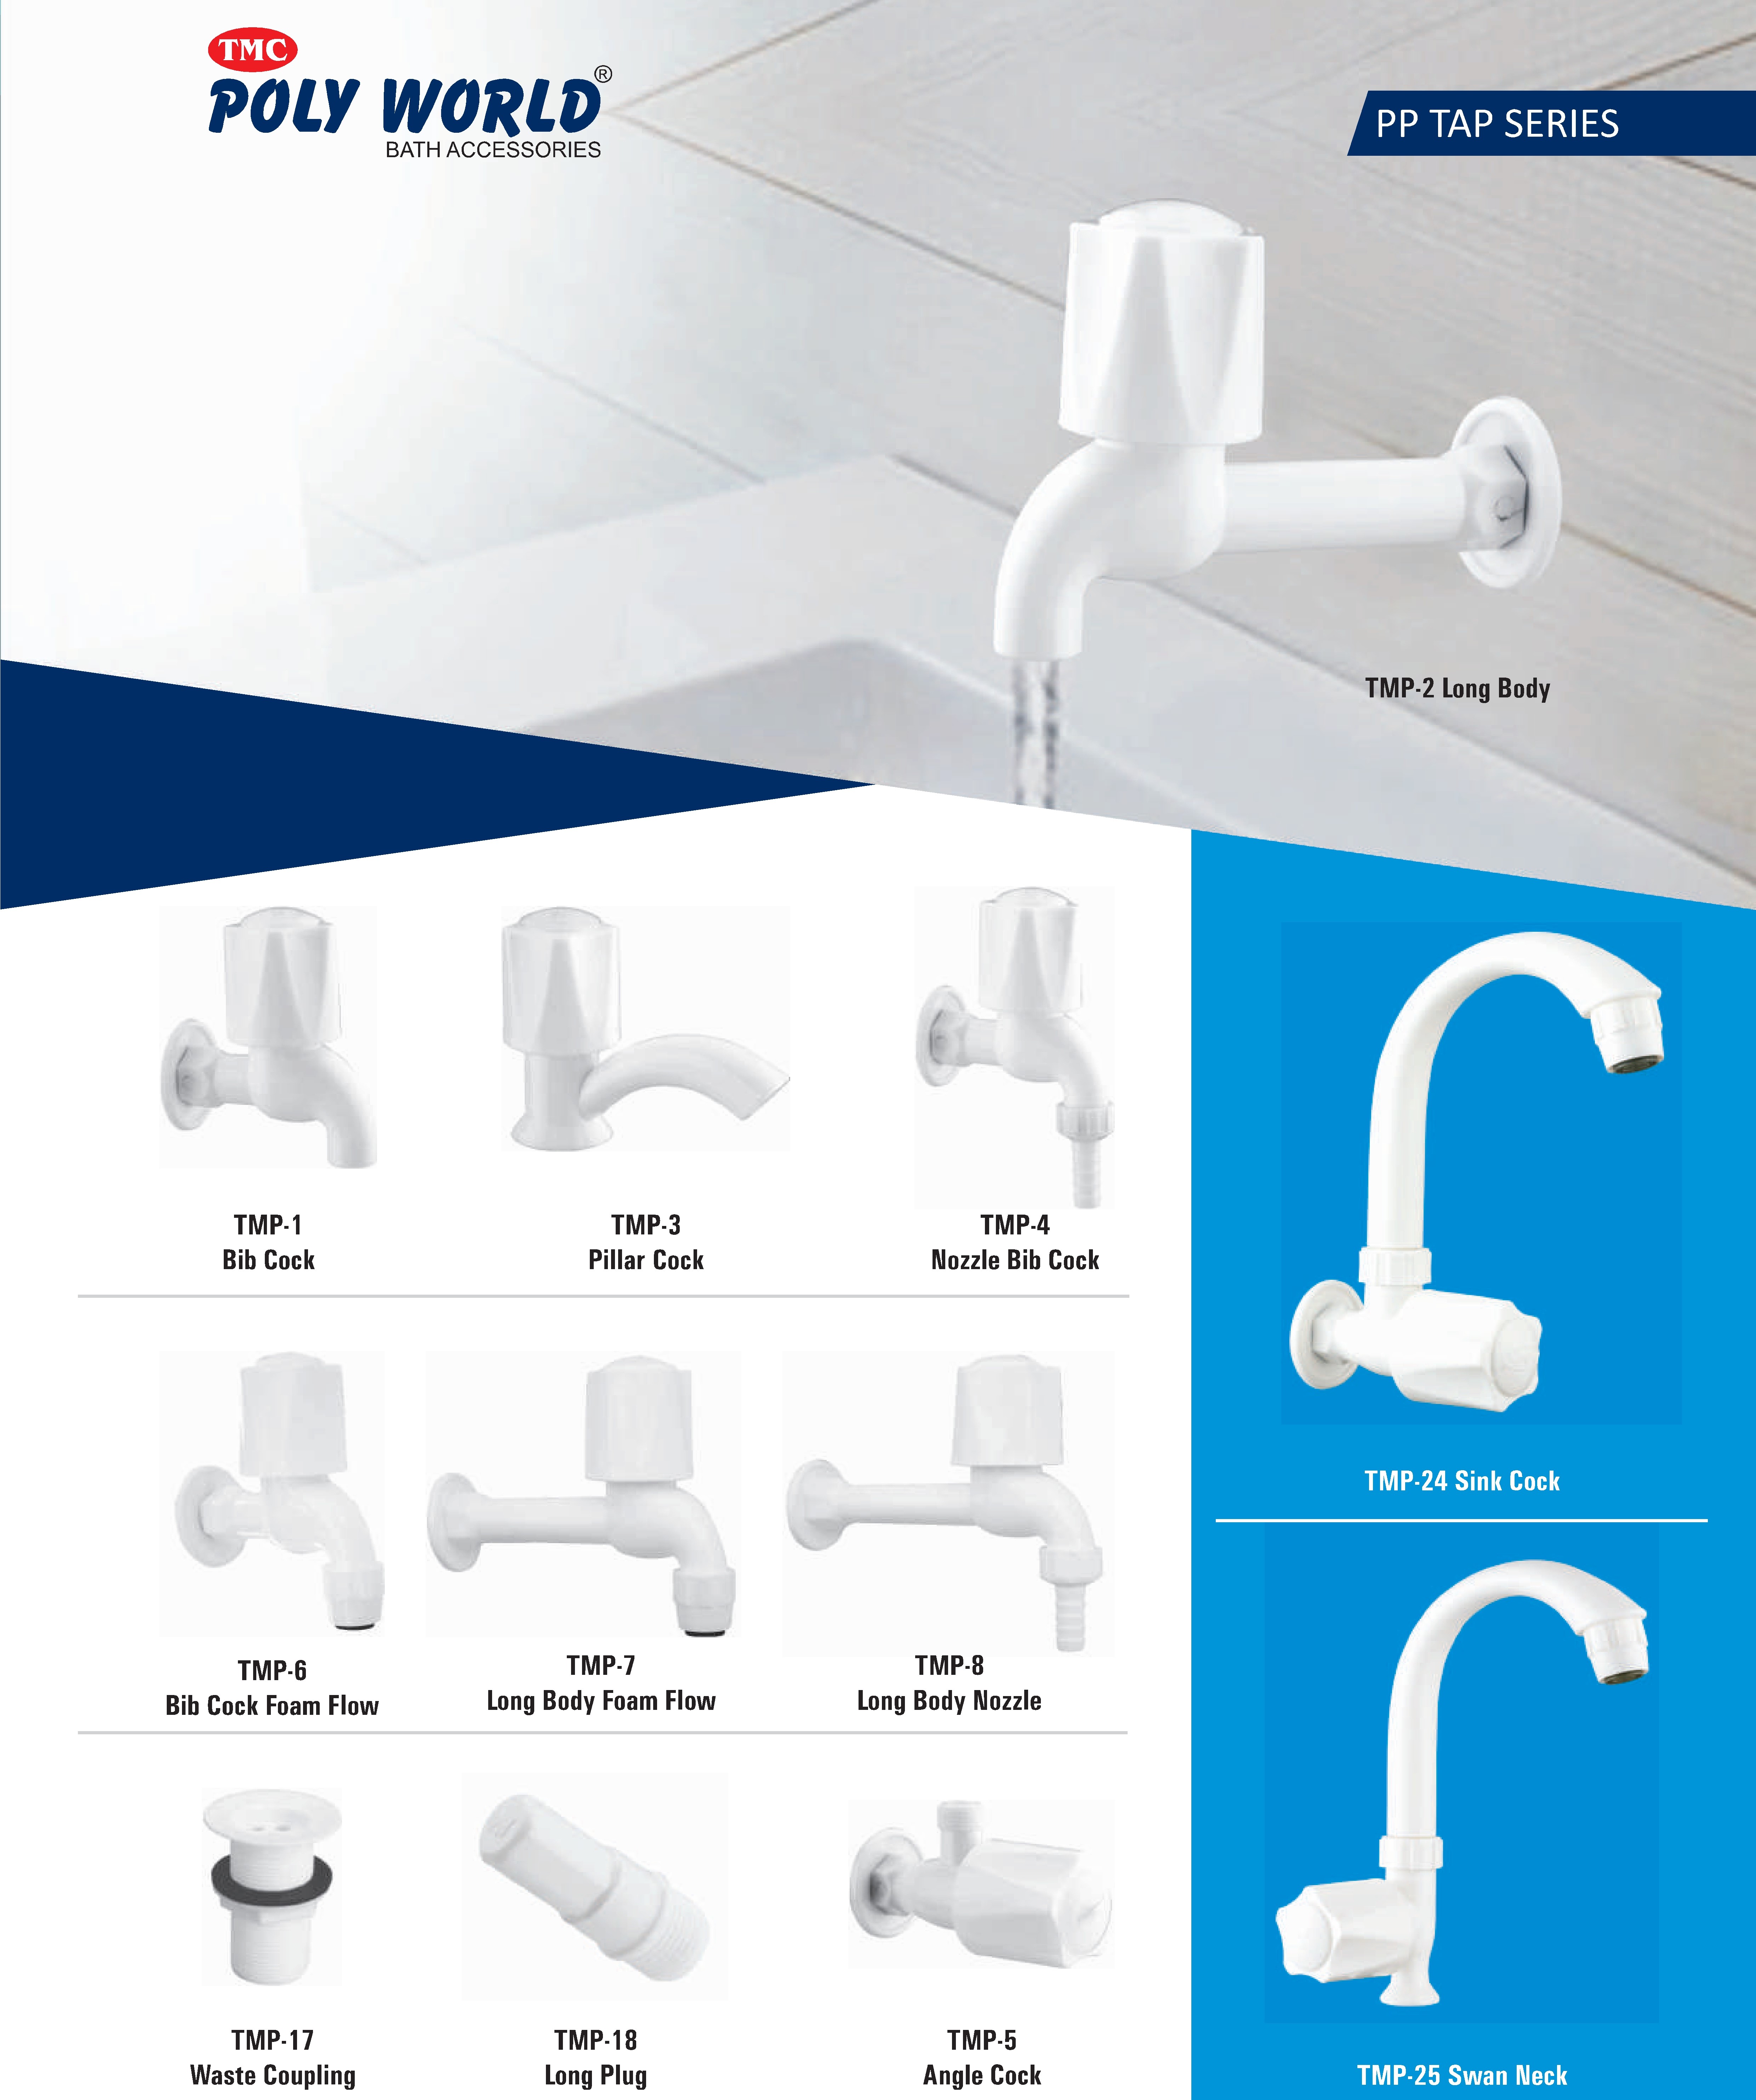 TMC
POLY WORLD®
BATH ACCESSORIES
PP TAP SERIES
TMP-2 Long Body
TMP-1
Bib Cock
TMP-3
Pillar Cock
TMP-4
Nozzle Bib Cock
TMP-6
Bib Cock Foam Flow
TMP-7
Long Body Foam Flow
TMP-8
Long Body Nozzle
TMP-17
Waste Coupling
TMP-18
Long Plug
TMP-5
Angle Cock
TMP-24 Sink Cock
TMP-25 Swan Neck